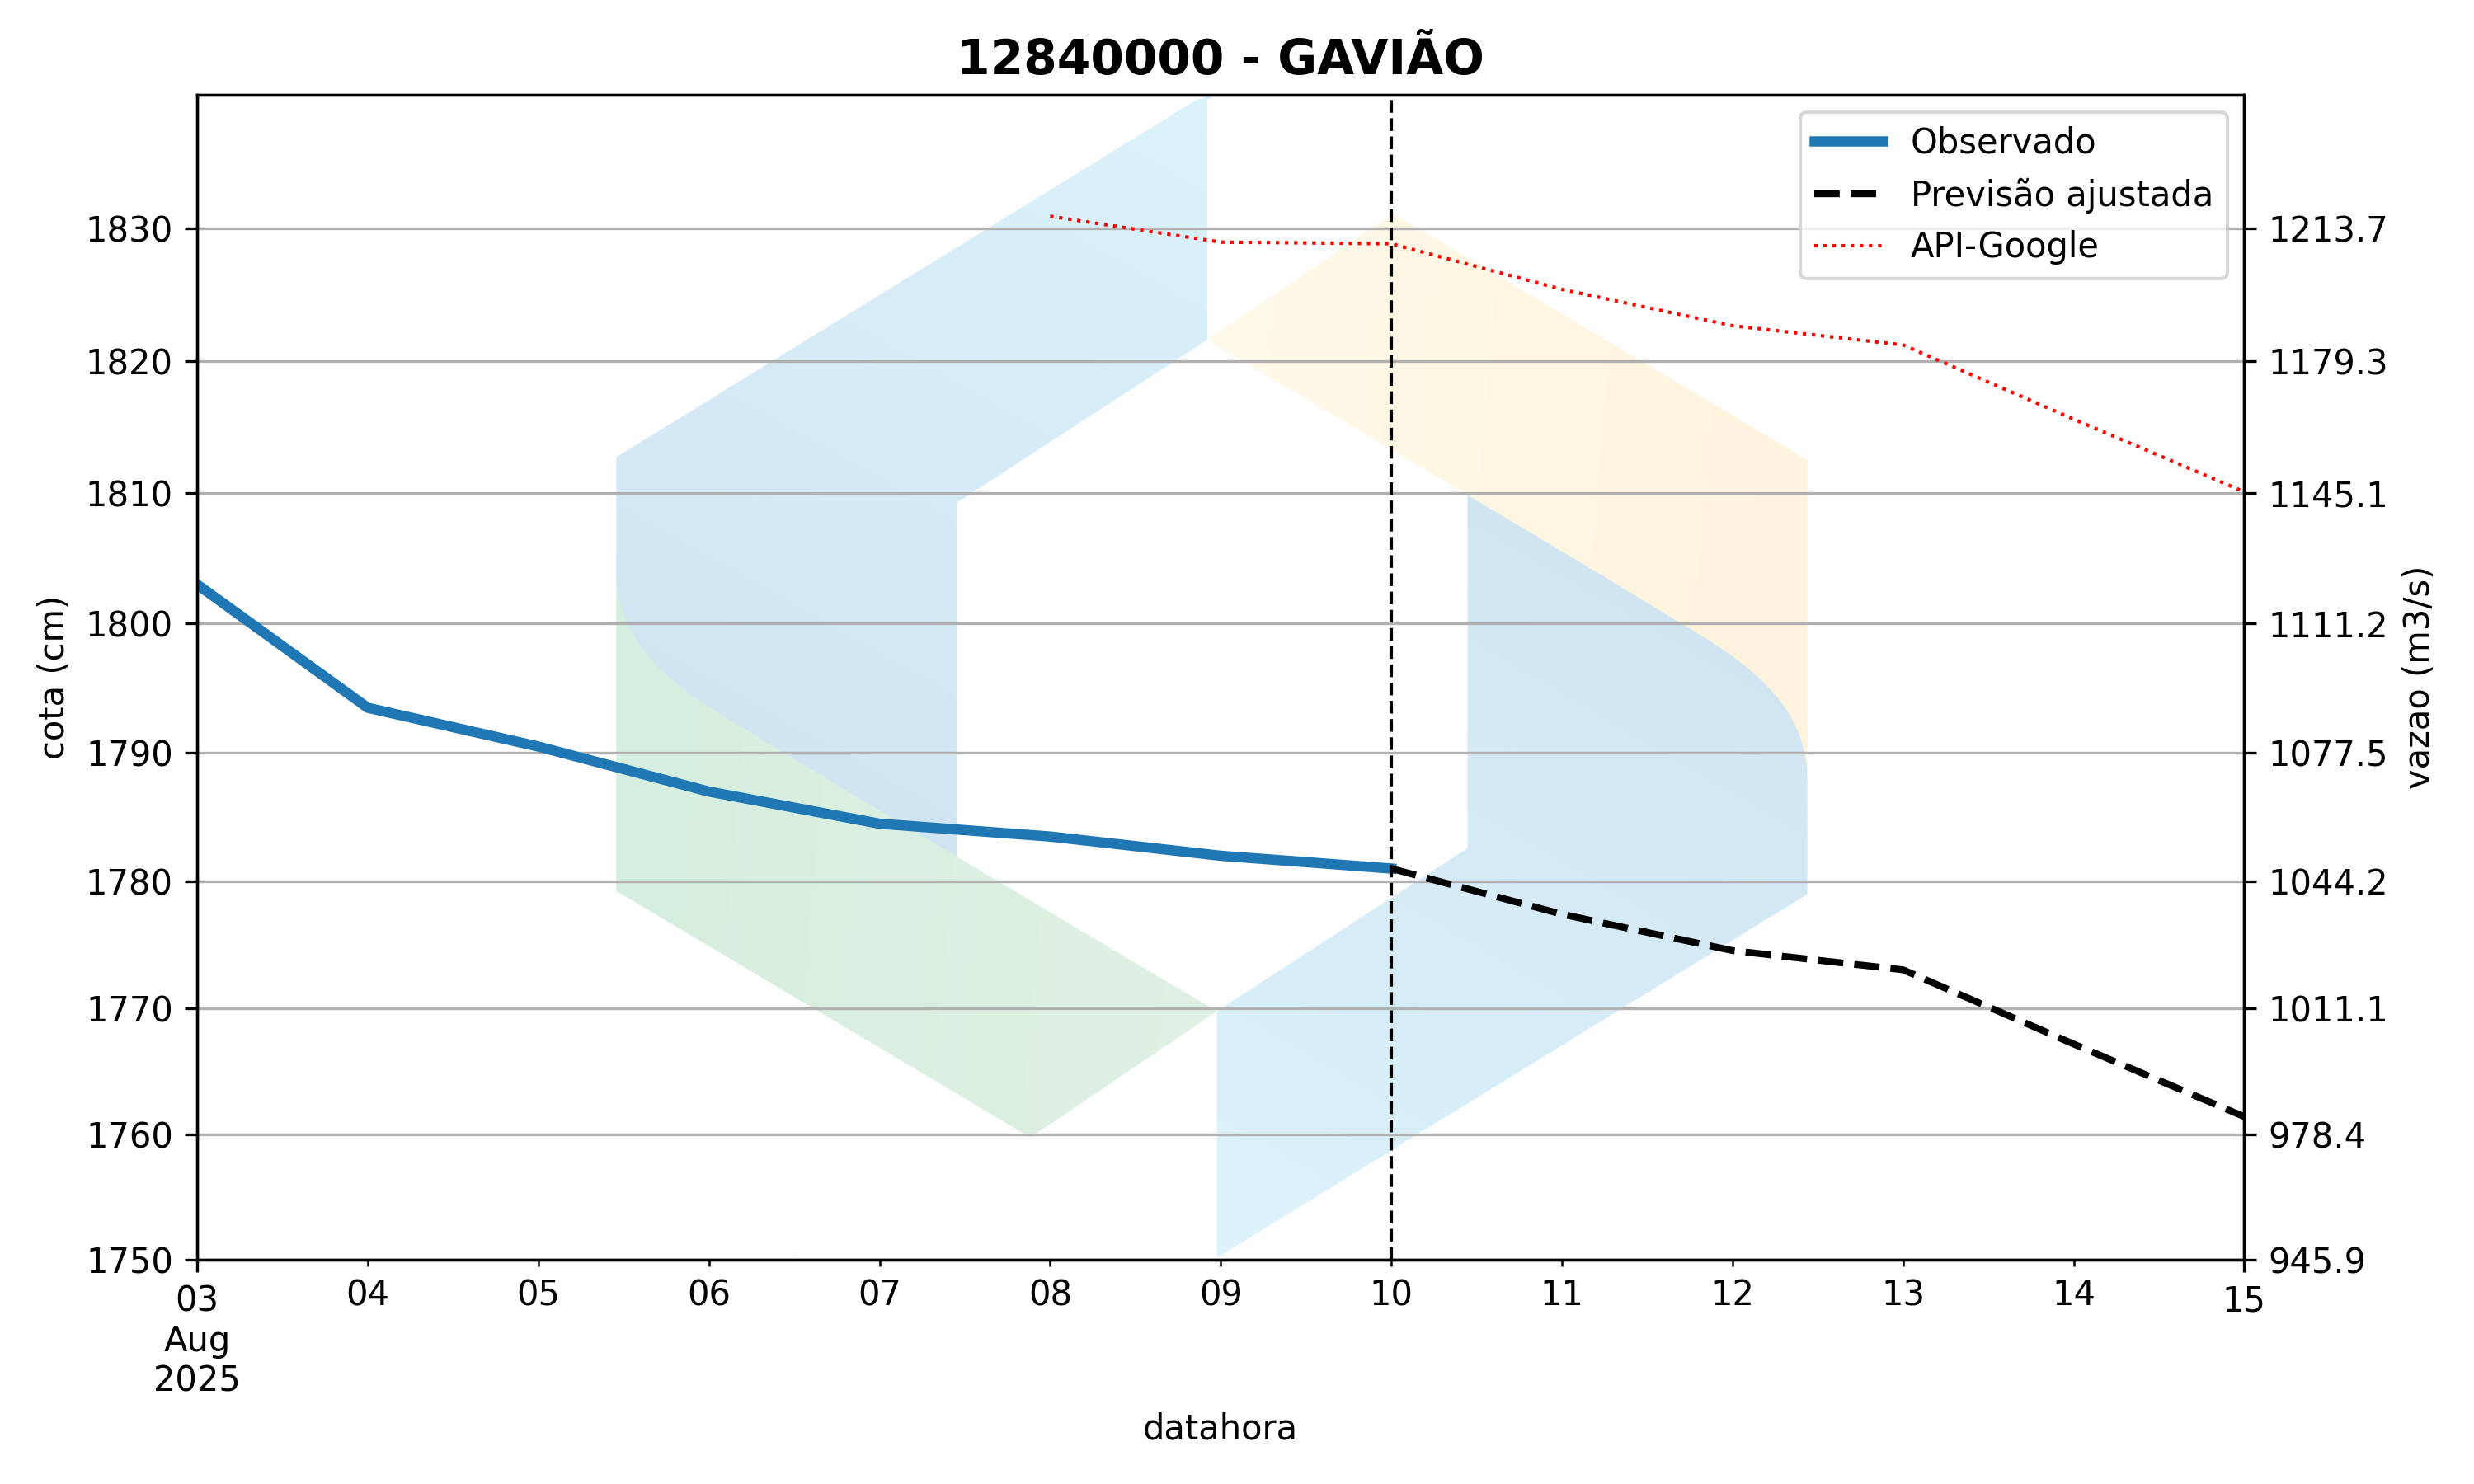 12840000 - GAVIÃO
Observado
Previsão ajustada
API-Google
1830
1820
1810
1800
1790
1780
1770
1760
1750
cota (cm)
1213.7
1179.3
1145.1
1111.2
1077.5
1044.2
1011.1
978.4
945.9
vazao (m3/s)
03 04 05 06 07 08 09 10 11 12 13 14 15
Aug
2025
datahora